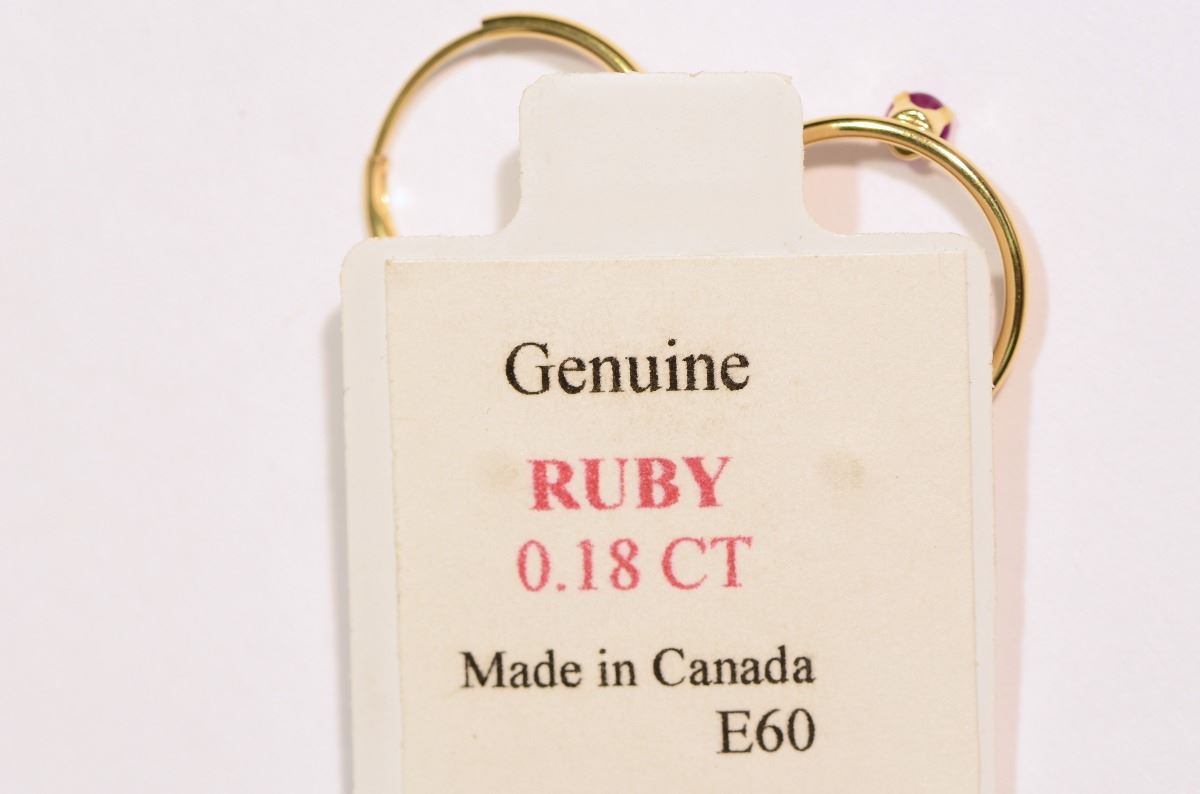 Genuine
RUBY
0.18 CT
Made in Canada
E60